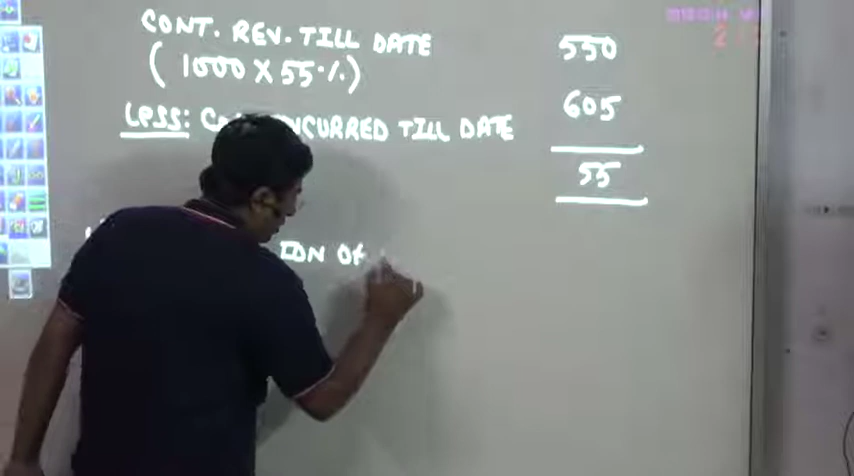 CONT. REV. TILL DATE 550
(1000 X 55%)
Less: INCURRED TILL DATE 605
55
ION OF